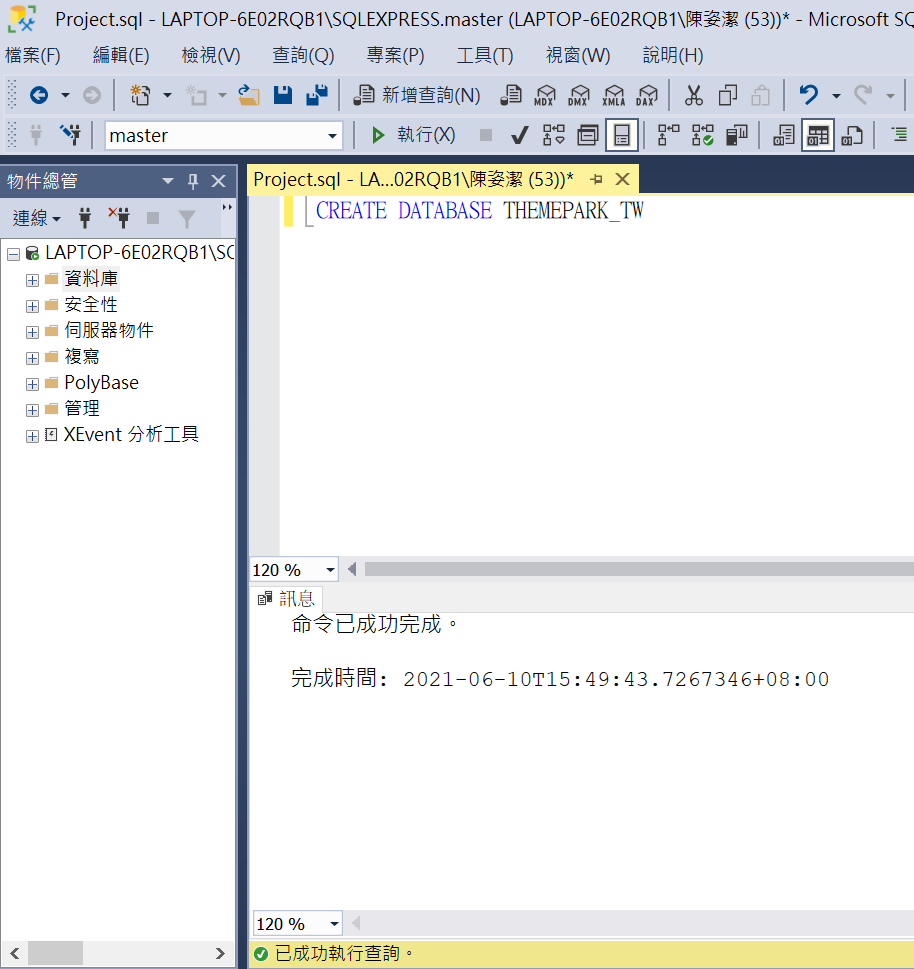 Project.sql - LAPTOP-6E02RQB1\SQLEXPRESS.master (LAPTOP-6E02RQB1\陳姿潔 (53))* - Microsoft SQ
檔案(F) 編輯(E) 檢視(V) 查詢(Q) 專案(P) 工具(T) 視窗(W) 說明(H)
新增查詢(N) MDX DMX XMLA DAX
master 執行(X)
物件總管
連線
LAPTOP-6E02RQB1\SQ
資料庫
安全性
伺服器物件
複寫
PolyBase
管理
XEvent 分析工具
Project.sql - LA...02RQB1\陳姿潔 (53))*
CREATE DATABASE THEMEPARK_TW
120 %
訊息
命令已成功完成。
完成時間: 2021-06-10T15:49:43.7267346+08:00
120 %
已成功執行查詢。